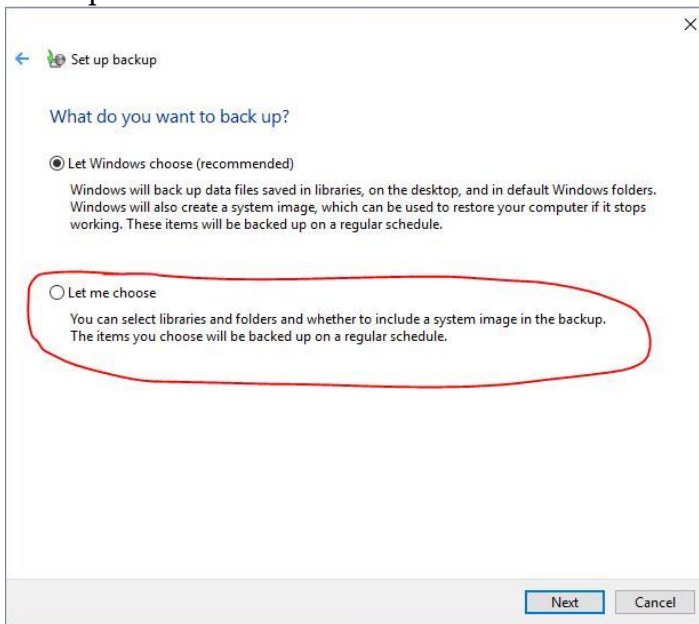 Set up backup
What do you want to back up?
Let Windows choose (recommended)
Windows will back up data files saved in libraries, on the desktop, and in default Windows folders.
Windows will also create a system image, which can be used to restore your computer if it stops
working. These items will be backed up on a regular schedule.
Let me choose
You can select libraries and folders and whether to include a system image in the backup.
The items you choose will be backed up on a regular schedule.
Next Cancel